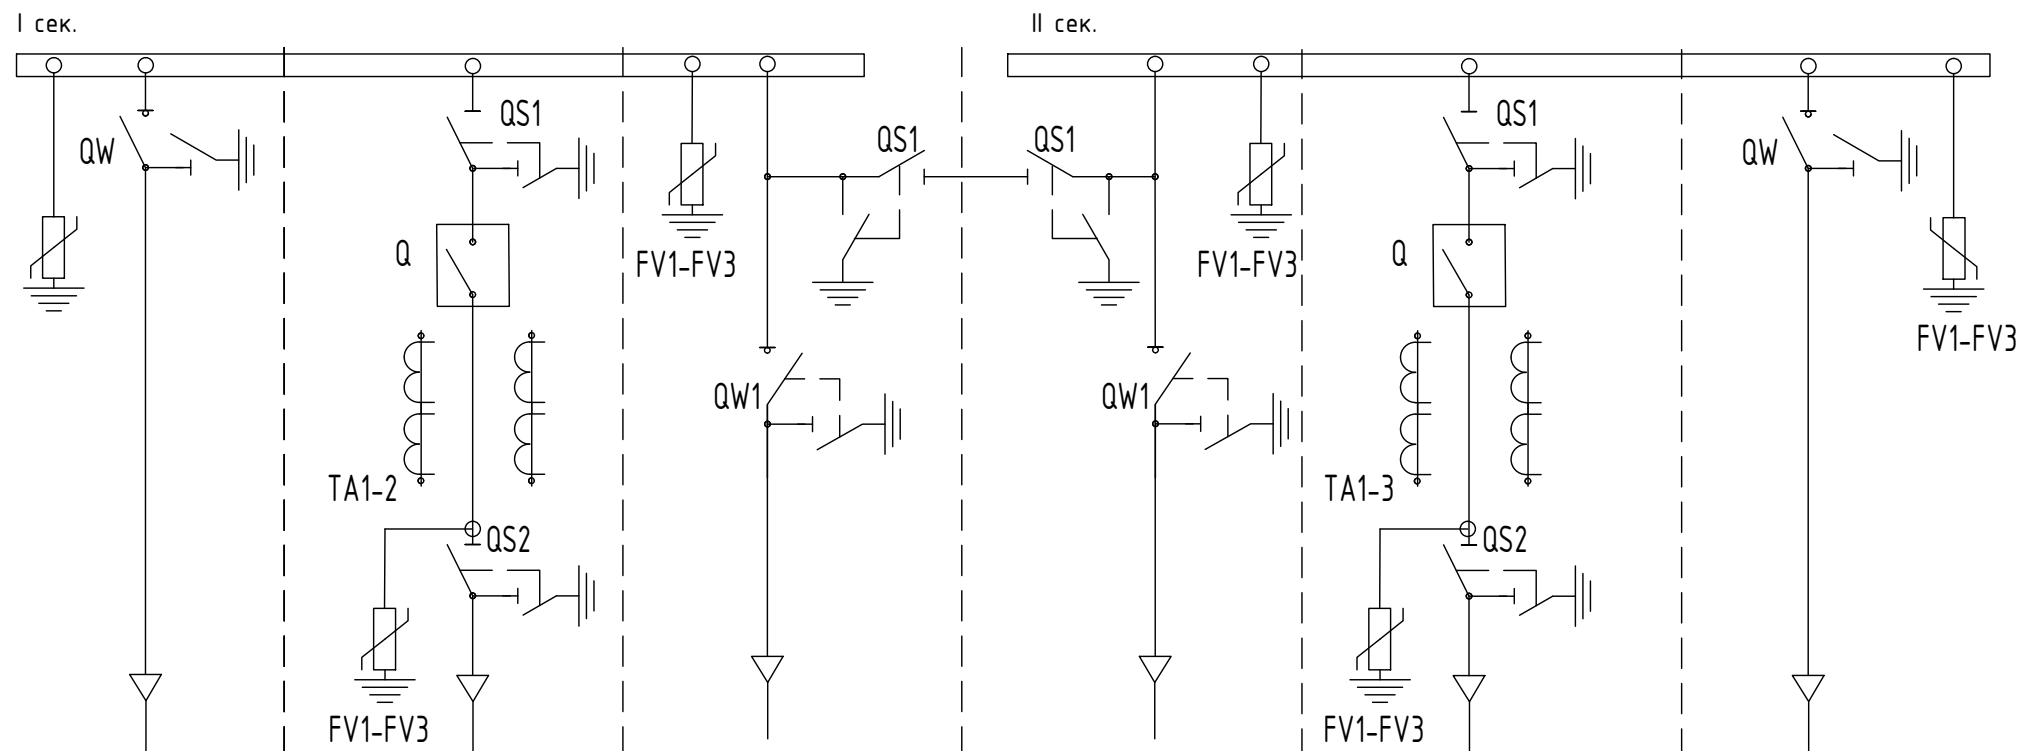 I сек.
II сек.
QW
QS1
QS1
QS1
QS1
QW
Q
FV1-FV3
FV1-FV3
Q
FV1-FV3
QW1
QW1
TA1-2
TA1-3
QS2
QS2
FV1-FV3
FV1-FV3